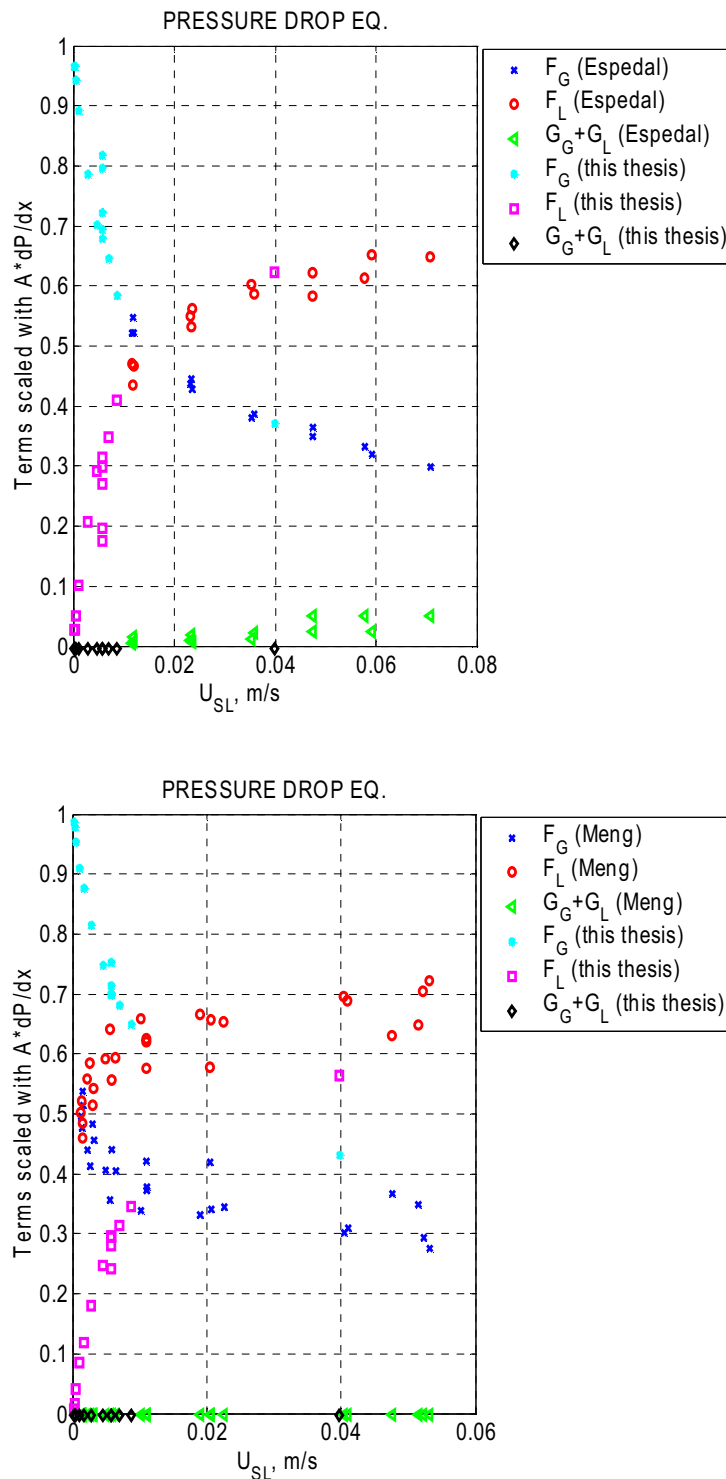 PRESSURE DROP EQ.
Terms scaled with A*dP/dx
1
0.9
0.8
0.7
0.6
0.5
0.4
0.3
0.2
0.1
0
0 0.02 0.04 0.06 0.08
U_SL, m/s
F_G (Espedal)
F_L (Espedal)
G_G+G_L (Espedal)
F_G (this thesis)
F_L (this thesis)
G_G+G_L (this thesis)
PRESSURE DROP EQ.
Terms scaled with A*dP/dx
1
0.9
0.8
0.7
0.6
0.5
0.4
0.3
0.2
0.1
0
0 0.02 0.04 0.06
U_SL, m/s
F_G (Meng)
F_L (Meng)
G_G+G_L (Meng)
F_G (this thesis)
F_L (this thesis)
G_G+G_L (this thesis)